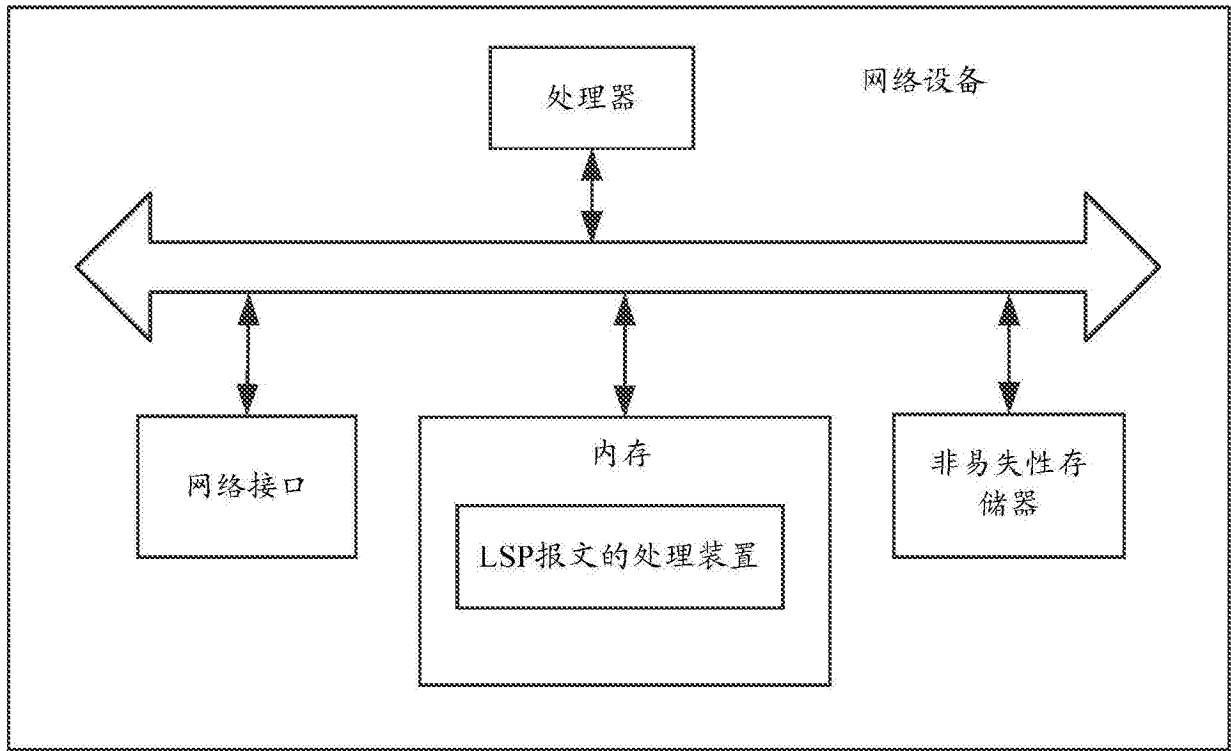 处理器
网络设备
网络接口
内存
LSP报文的处理装置
非易失性存
储器